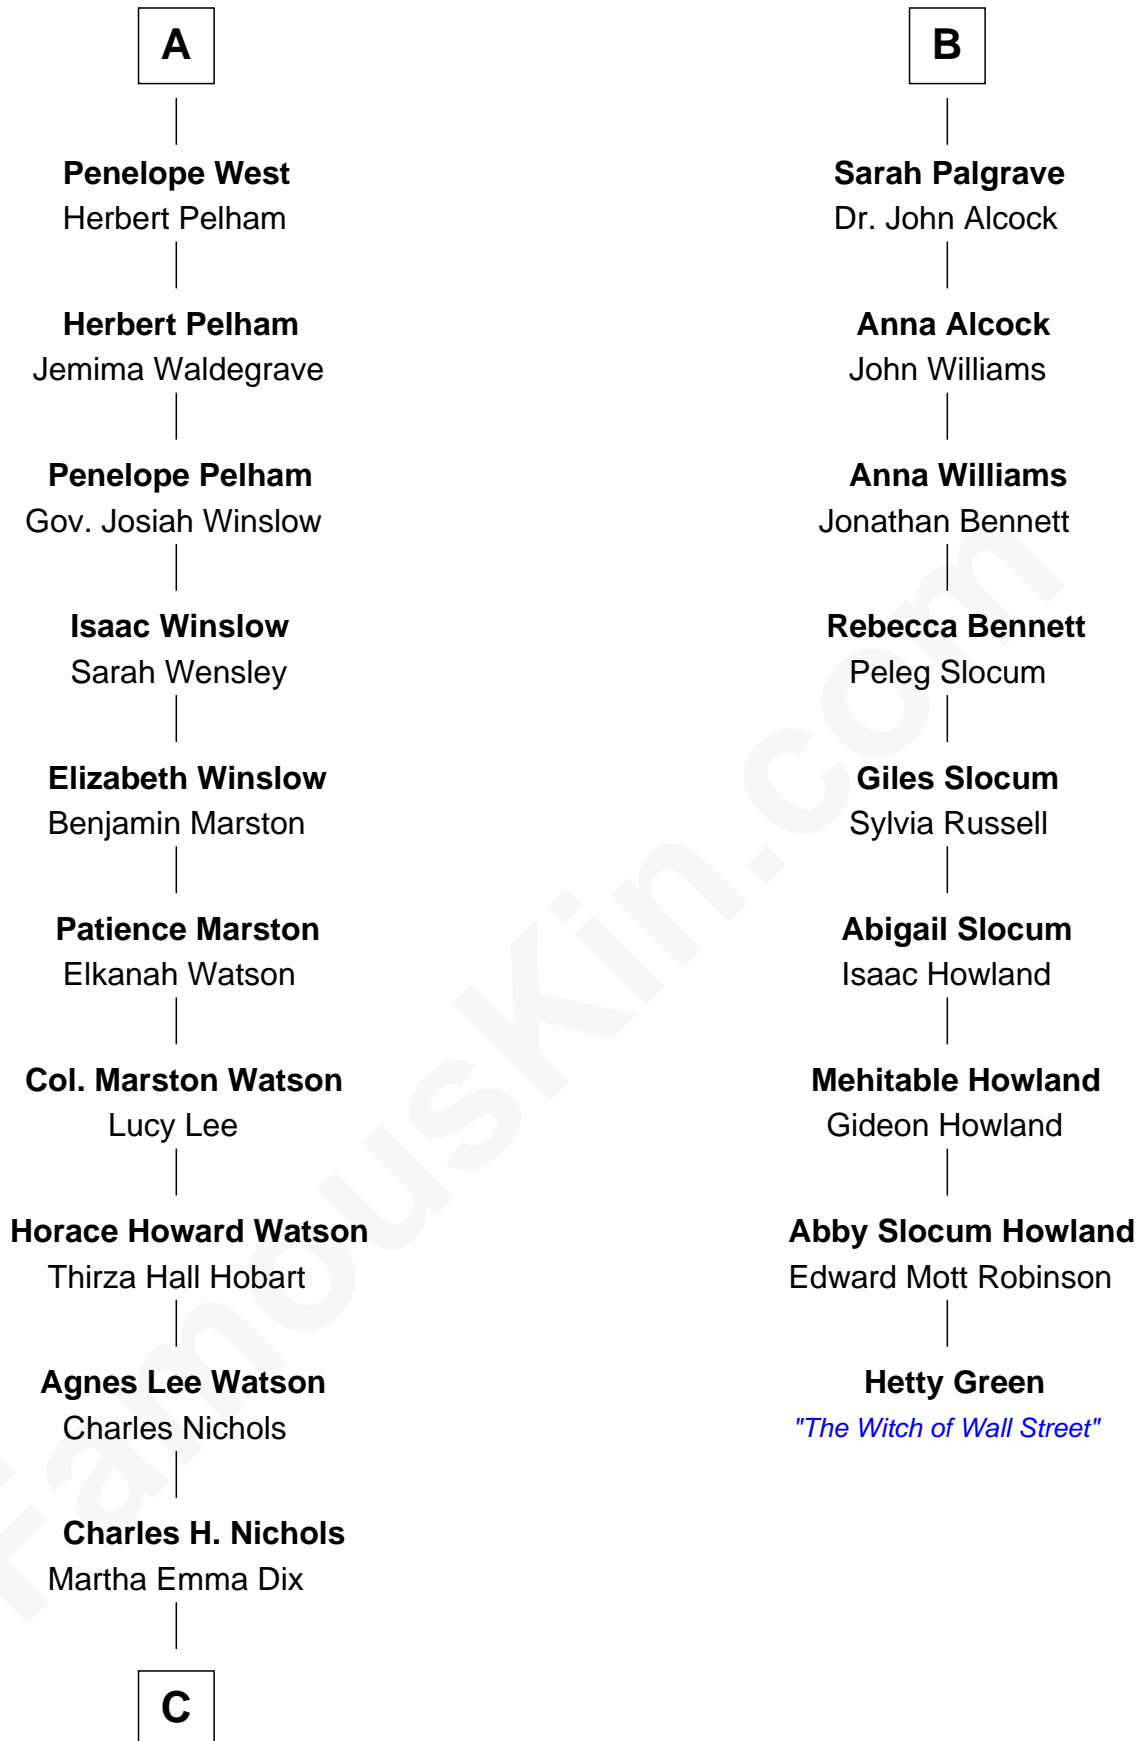 A
Penelope West
Herbert Pelham
Herbert Pelham
Jemima Waldegrave
Penelope Pelham
Gov. Josiah Winslow
Isaac Winslow
Sarah Wensley
Elizabeth Winslow
Benjamin Marston
Patience Marston
Elkanah Watson
Col. Marston Watson
Lucy Lee
Horace Howard Watson
Thirza Hall Hobart
Agnes Lee Watson
Charles Nichols
Charles H. Nichols
Martha Emma Dix
C
B
Sarah Palgrave
Dr. John Alcock
Anna Alcock
John Williams
Anna Williams
Jonathan Bennett
Rebecca Bennett
Peleg Slocum
Giles Slocum
Sylvia Russell
Abigail Slocum
Isaac Howland
Mehitable Howland
Gideon Howland
Abby Slocum Howland
Edward Mott Robinson
Hetty Green
"The Witch of Wall Street"
FamousKin.com